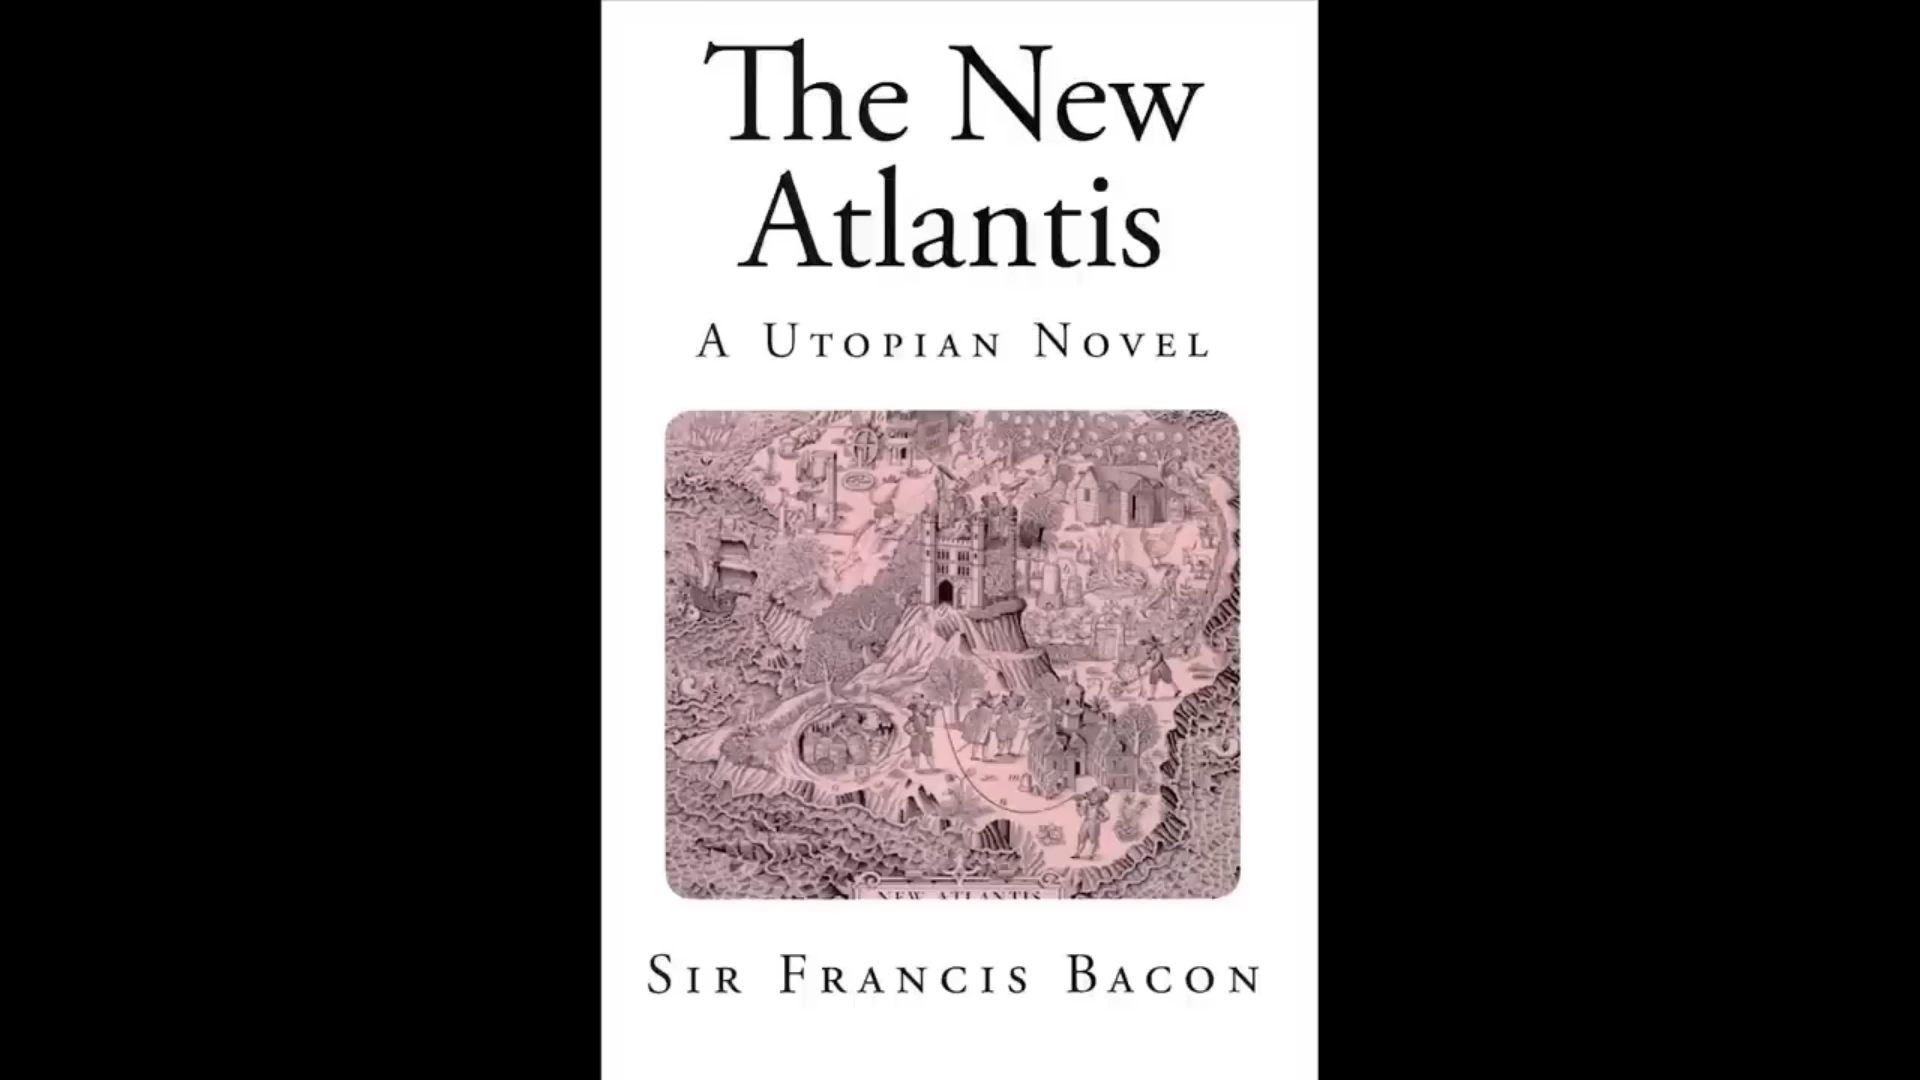 The New
Atlantis
A Utopian Novel
NEW ATLANTIS
Sir Francis Bacon